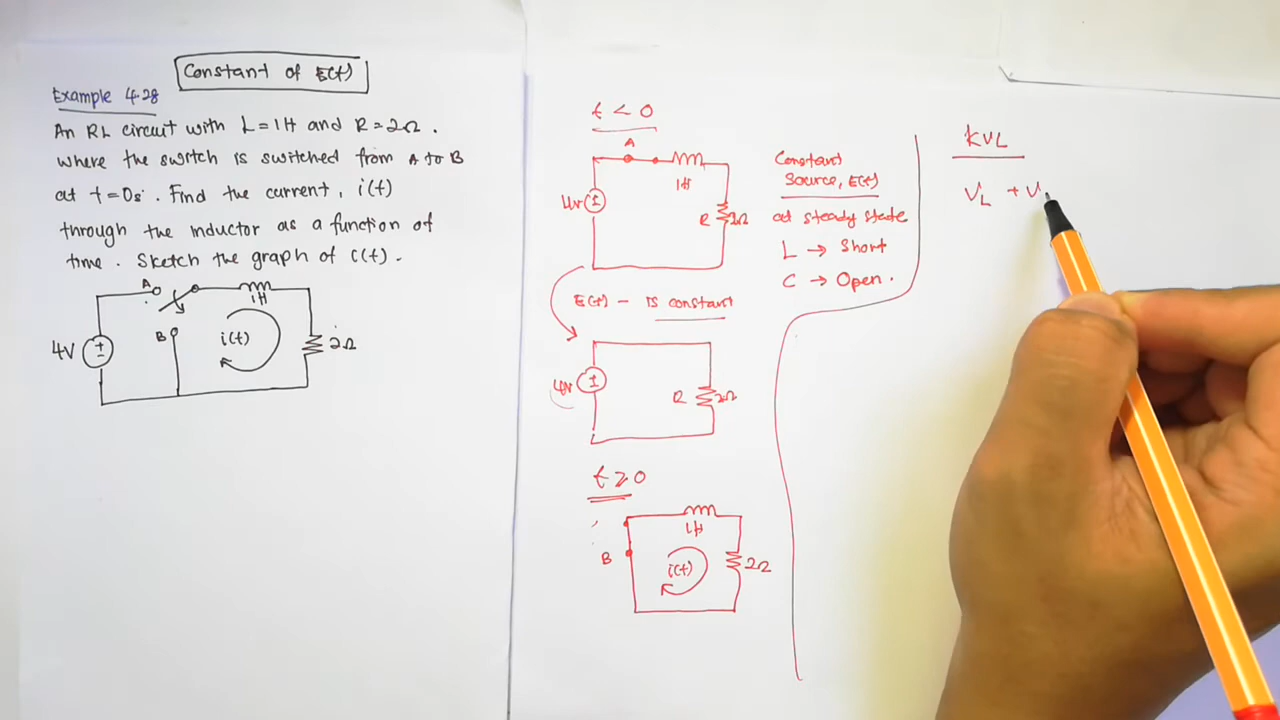 Constant of E(t)
Example 4.28
An RL circuit with L = 1H and R = 2Ω.
where the switch is switched from A to B
at t = 0s. Find the current, i(t)
through the inductor as a function of
time. Sketch the graph of c(t).
A
1H
B
i(t)
4V
2Ω
t < 0
A
1H
4V
R
2Ω
E(t) - is constant
4V
R
2Ω
t ≥ 0
1H
B
i(t)
2Ω
Constant
Source, E(t)
at steady state
L → Short
C → Open.
KVL
VL + V